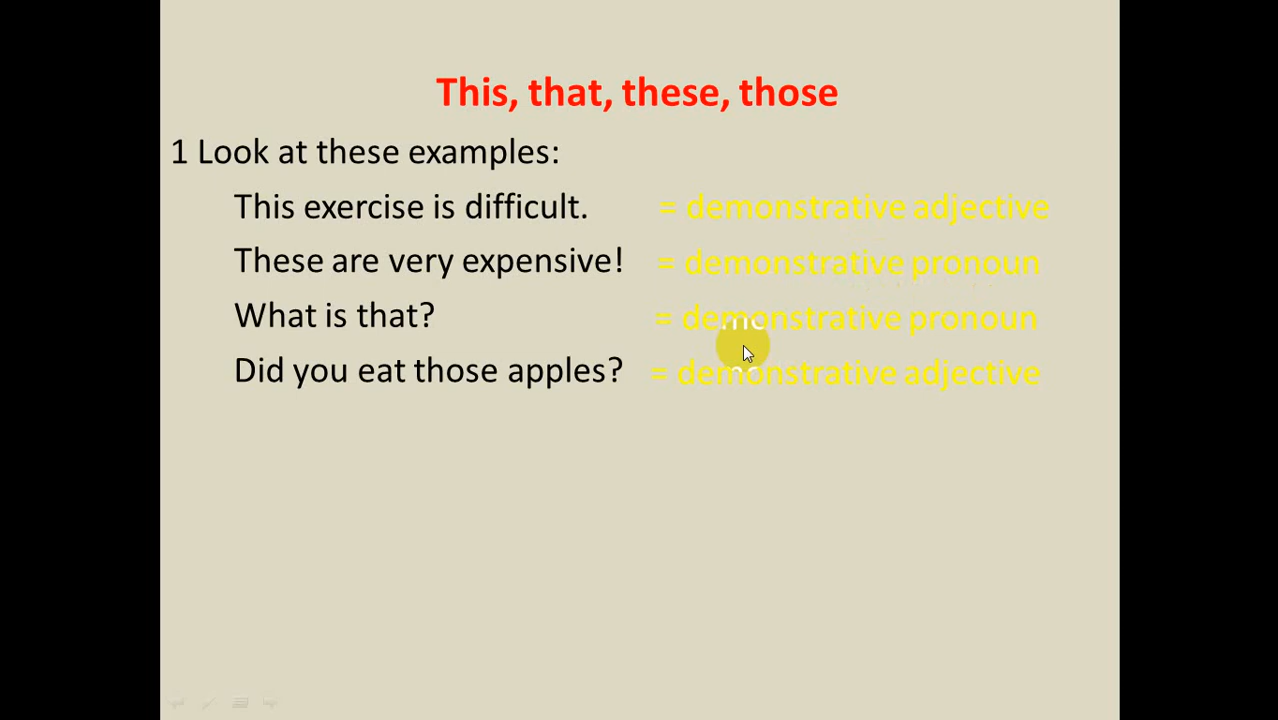 This, that, these, those
1 Look at these examples:
This exercise is difficult. = demonstrative adjective
These are very expensive! = demonstrative pronoun
What is that? = demonstrative pronoun
Did you eat those apples? = demonstrative adjective